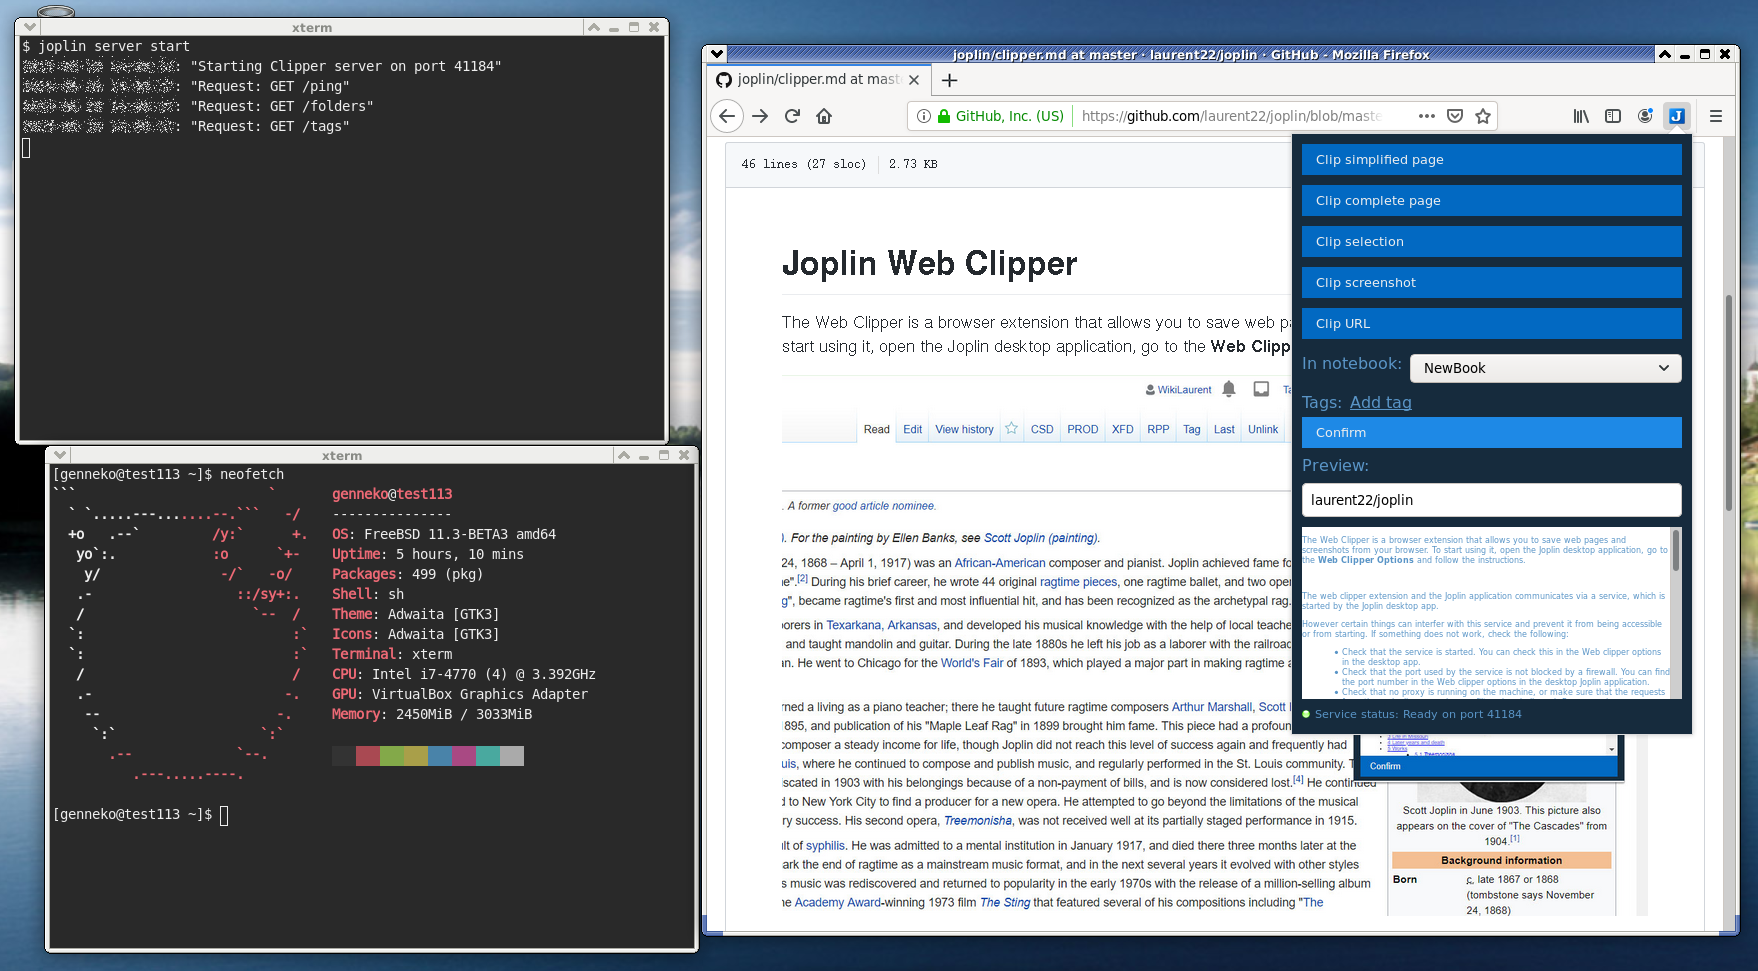 xterm
$ joplin server start
: "Starting Clipper server on port 41184"
: "Request: GET /ping"
: "Request: GET /folders"
: "Request: GET /tags"
xterm
[genneko@test113 ~]$ neofetch
genneko@test113
---------------
OS: FreeBSD 11.3-BETA3 amd64
Uptime: 5 hours, 10 mins
Packages: 499 (pkg)
Shell: sh
Theme: Adwaita [GTK3]
Icons: Adwaita [GTK3]
Terminal: xterm
CPU: Intel i7-4770 (4) @ 3.392GHz
GPU: VirtualBox Graphics Adapter
Memory: 2450MiB / 3033MiB
[genneko@test113 ~]$
joplin/clipper.md at master · laurent22/joplin · GitHub - Mozilla Firefox
joplin/clipper.md at mast
GitHub, Inc. (US)
https://github.com/laurent22/joplin/blob/maste
46 lines (27 sloc)
2.73 KB
Joplin Web Clipper
The Web Clipper is a browser extension that allows you to save web p
start using it, open the Joplin desktop application, go to the Web Clipp
WikiLaurent
Ta
Read Edit View history CSD PROD XFD RPP Tag Last Unlink
. A former good article nominee.
). For the painting by Ellen Banks, see Scott Joplin (painting).
24, 1868 – April 1, 1917) was an African-American composer and pianist. Joplin achieved fame fo
e".[2] During his brief career, he wrote 44 original ragtime pieces, one ragtime ballet, and two oper
g", became ragtime's first and most influential hit, and has been recognized as the archetypal rag.
orers in Texarkana, Arkansas, and developed his musical knowledge with the help of local teache
and taught mandolin and guitar. During the late 1880s he left his job as a laborer with the railroad
n. He went to Chicago for the World's Fair of 1893, which played a major part in making ragtime a
rned a living as a piano teacher; there he taught future ragtime composers Arthur Marshall, Scott
895, and publication of his "Maple Leaf Rag" in 1899 brought him fame. This piece had a profoun
composer a steady income for life, though Joplin did not reach this level of success again and frequently had
uis, where he continued to compose and publish music, and regularly performed in the St. Louis community. T
scated in 1903 with his belongings because of a non-payment of bills, and is now considered lost.[4] He continued
d to New York City to find a producer for a new opera. He attempted to go beyond the limitations of the musical
ry success. His second opera, Treemonisha, was not received well at its partially staged performance in 1915.
ult of syphilis. He was admitted to a mental institution in January 1917, and died there three months later at the
ark the end of ragtime as a mainstream music format, and in the next several years it evolved with other styles
s music was rediscovered and returned to popularity in the early 1970s with the release of a million-selling album
e Academy Award-winning 1973 film The Sting that featured several of his compositions including "The
Clip simplified page
Clip complete page
Clip selection
Clip screenshot
Clip URL
In notebook: NewBook
Tags: Add tag
Confirm
Preview:
laurent22/joplin
The Web Clipper is a browser extension that allows you to save web pages and
screenshots from your browser. To start using it, open the Joplin desktop application, go to
the Web Clipper Options and follow the instructions.
The web clipper extension and the Joplin application communicates via a service, which is
started by the Joplin desktop app.
However certain things can interfer with this service and prevent it from being accessible
or from starting. If something does not work, check the following:
• Check that the service is started. You can check this in the Web clipper options
in the desktop app.
• Check that the port used by the service is not blocked by a firewall. You can find
the port number in the Web clipper options in the desktop Joplin application.
• Check that no proxy is running on the machine, or make sure that the requests
Service status: Ready on port 41184
3 Life in Missouri
4 Later years and death
5 Works
5.1 Treemonisha
Confirm
Scott Joplin in June 1903. This picture also
appears on the cover of "The Cascades" from
1904.[1]
Background information
Born c. late 1867 or 1868
(tombstone says November
24, 1868)